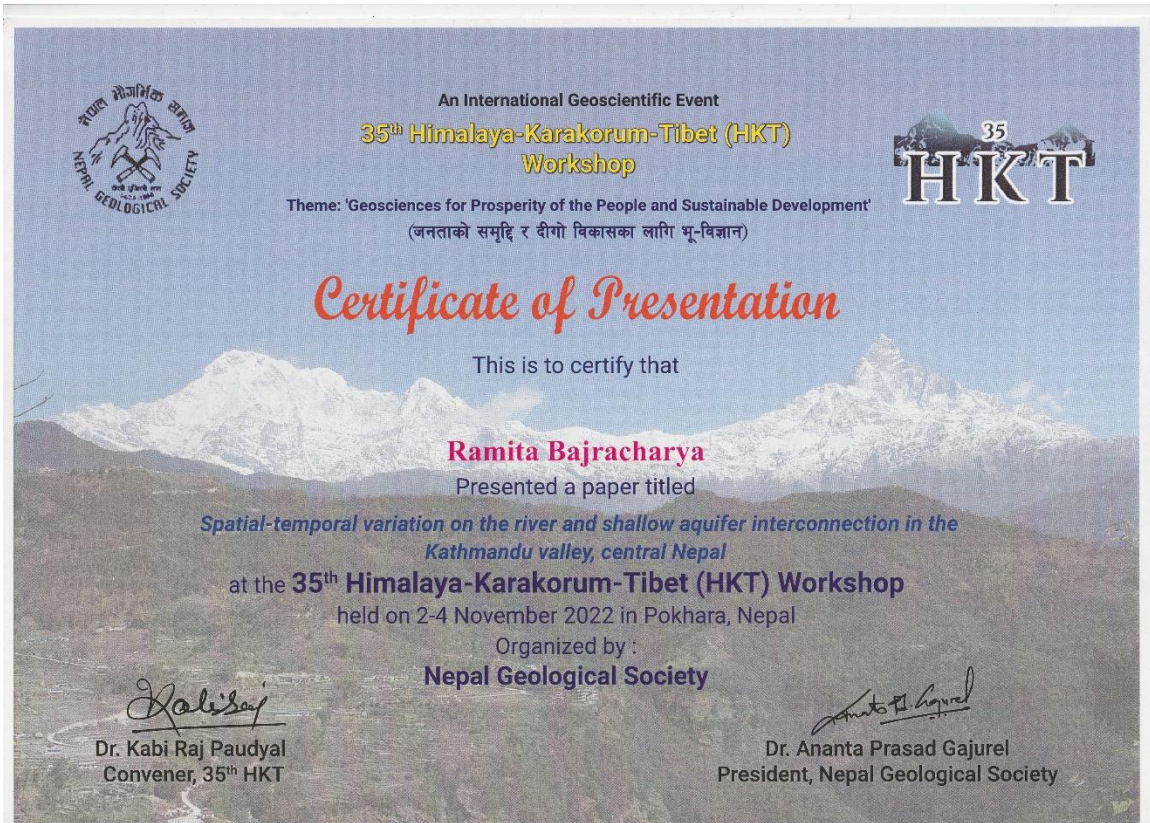 नेपाल भौगर्भिक समाज
NEPAL GEOLOGICAL SOCIETY
An International Geoscientific Event
35th Himalaya-Karakorum-Tibet (HKT)
Workshop
35
HKT
Theme: 'Geosciences for Prosperity of the People and Sustainable Development'
(जनताको समृद्दि र दीगो विकासका लागि भू-विज्ञान)
Certificate of Presentation
This is to certify that
Ramita Bajracharya
Presented a paper titled
Spatial-temporal variation on the river and shallow aquifer interconnection in the
Kathmandu valley, central Nepal
at the 35th Himalaya-Karakorum-Tibet (HKT) Workshop
held on 2-4 November 2022 in Pokhara, Nepal
Organized by :
Nepal Geological Society
Dr. Kabi Raj Paudyal
Convener, 35th HKT
Dr. Ananta Prasad Gajurel
President, Nepal Geological Society